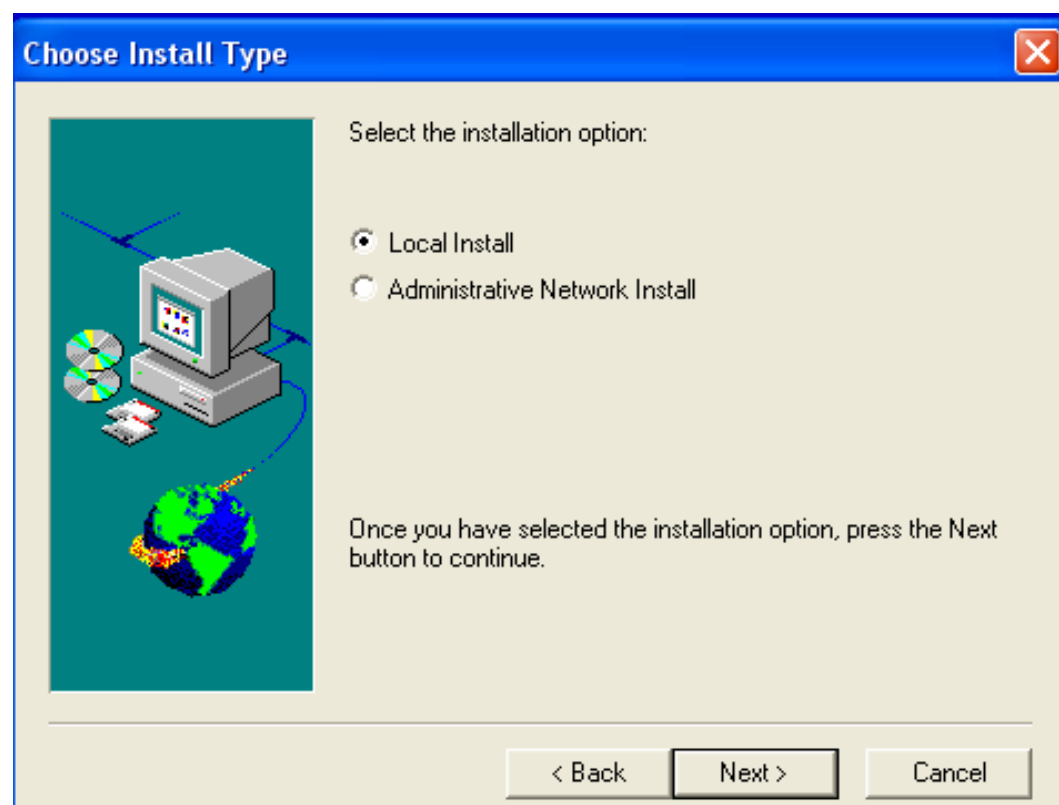 Choose Install Type
Select the installation option:
Local Install
Administrative Network Install
Once you have selected the installation option, press the Next
button to continue.
< Back
Next >
Cancel